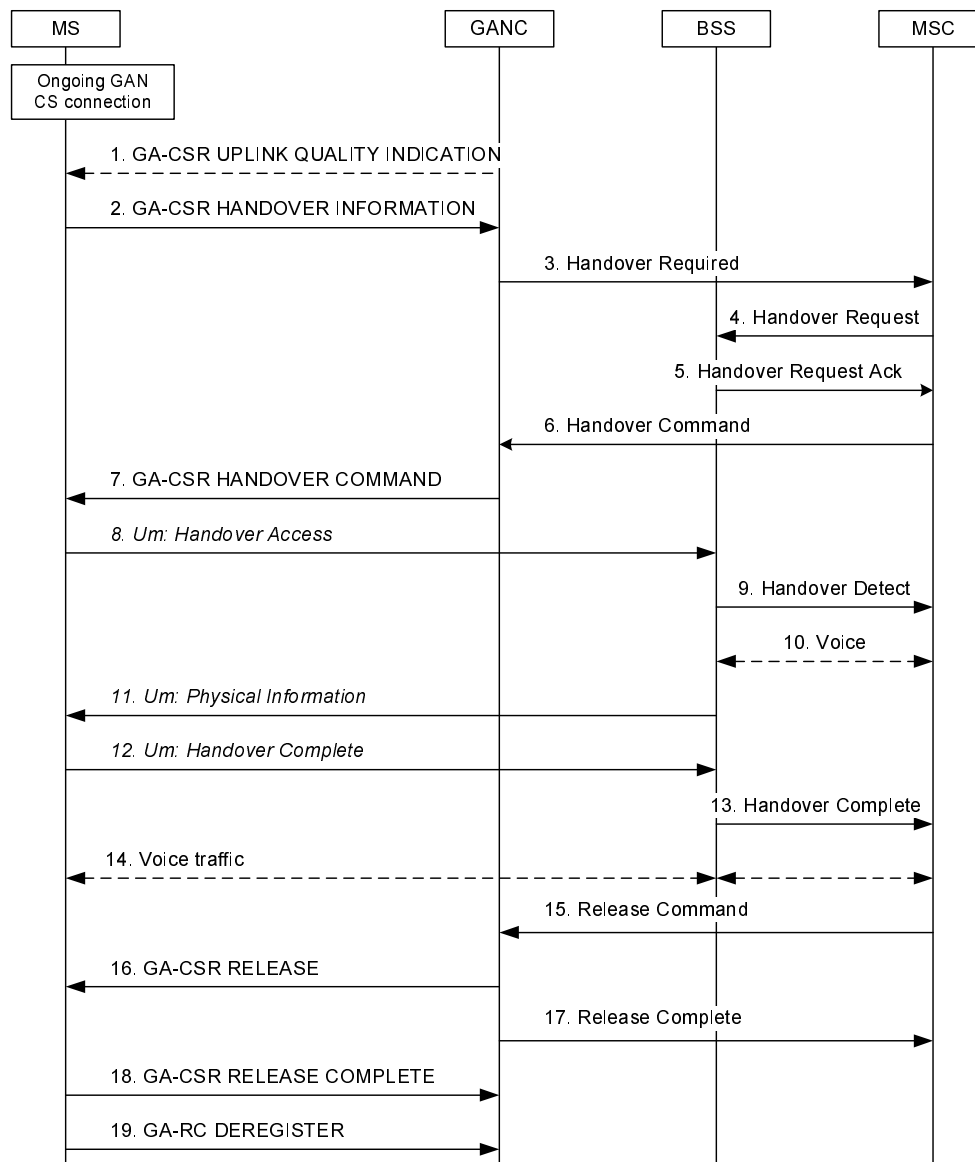 MS
GANC
BSS
MSC
Ongoing GAN
CS connection
1. GA-CSR UPLINK QUALITY INDICATION
2. GA-CSR HANDOVER INFORMATION
3. Handover Required
4. Handover Request
5. Handover Request Ack
6. Handover Command
7. GA-CSR HANDOVER COMMAND
8. Um: Handover Access
9. Handover Detect
10. Voice
11. Um: Physical Information
12. Um: Handover Complete
13. Handover Complete
14. Voice traffic
15. Release Command
16. GA-CSR RELEASE
17. Release Complete
18. GA-CSR RELEASE COMPLETE
19. GA-RC DEREGISTER